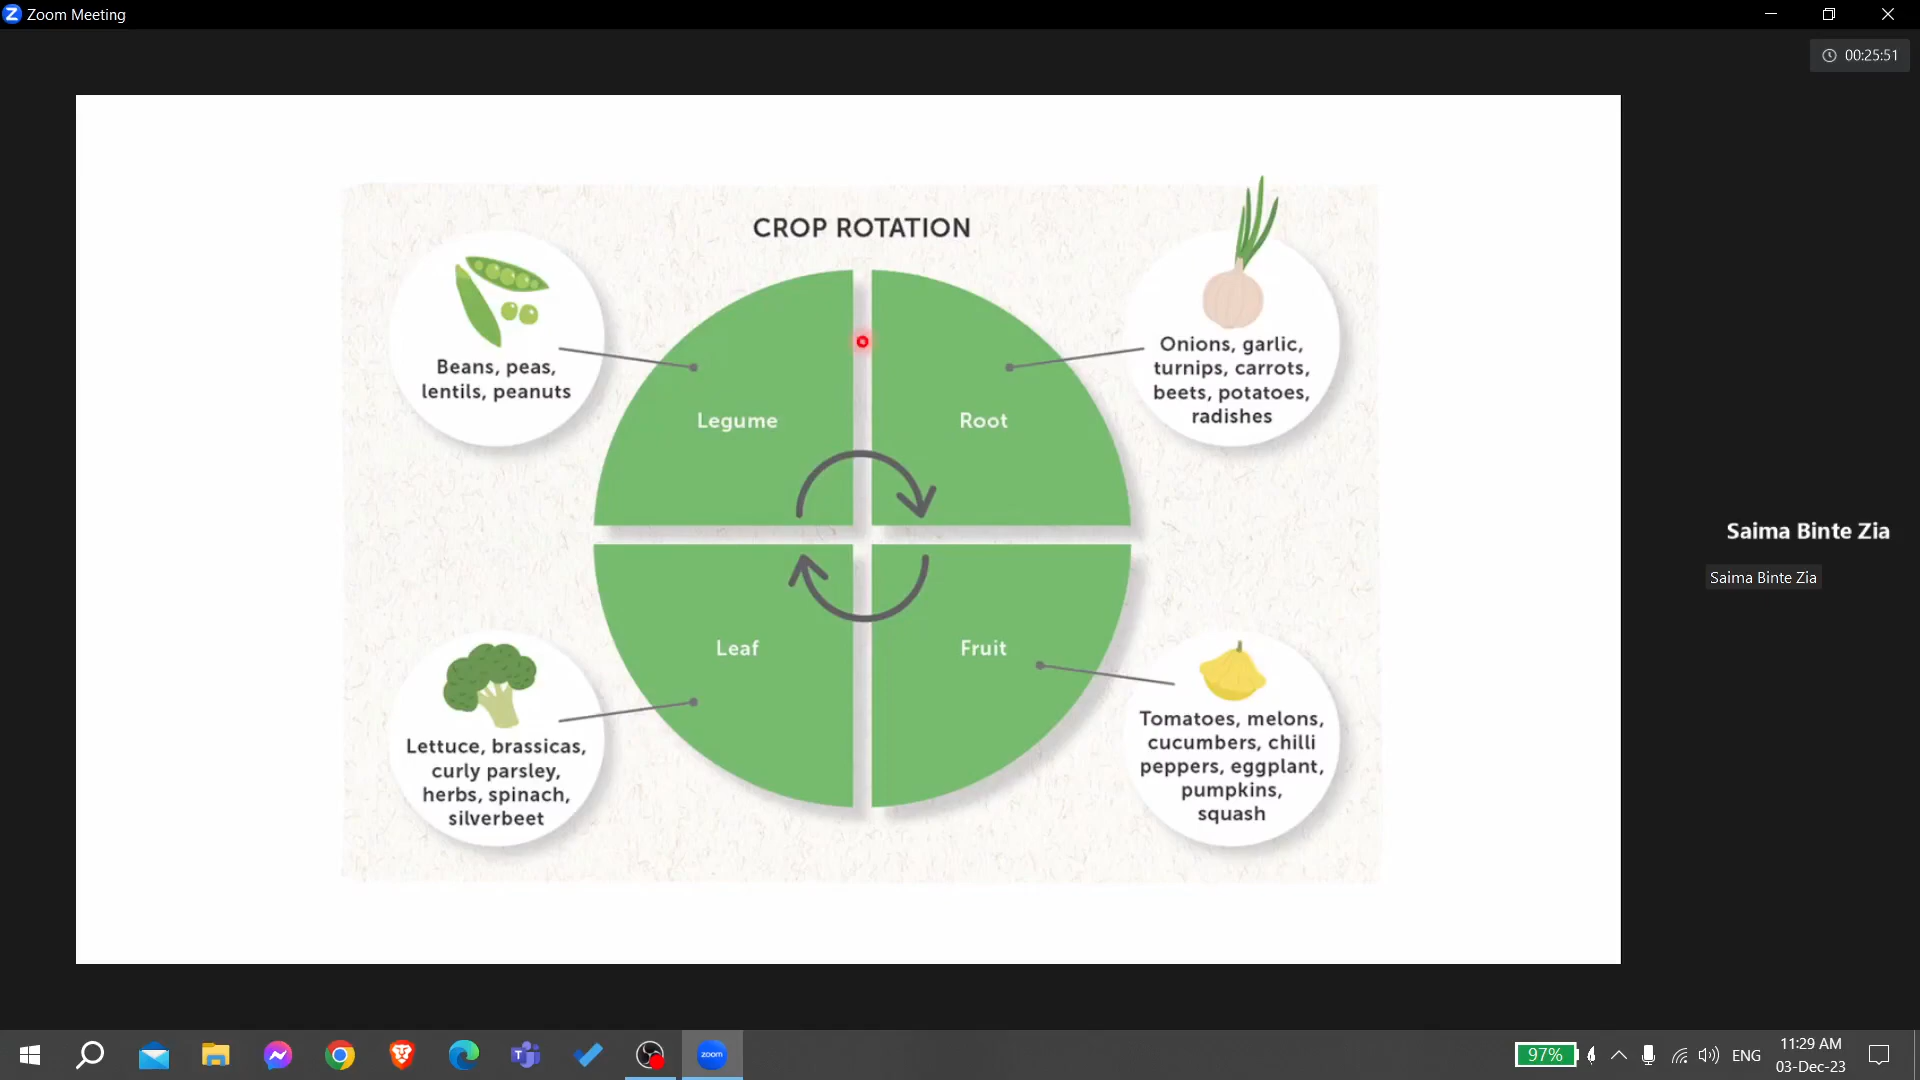 Zoom Meeting
00:25:51
CROP ROTATION
Beans, peas,
lentils, peanuts
Onions, garlic,
turnips, carrots,
beets, potatoes,
radishes
Legume
Root
Leaf
Fruit
Lettuce, brassicas,
curly parsley,
herbs, spinach,
silverbeet
Tomatoes, melons,
cucumbers, chilli
peppers, eggplant,
pumpkins,
squash
Saima Binte Zia
Saima Binte Zia
zoom
97%
ENG
11:29 AM
03-Dec-23